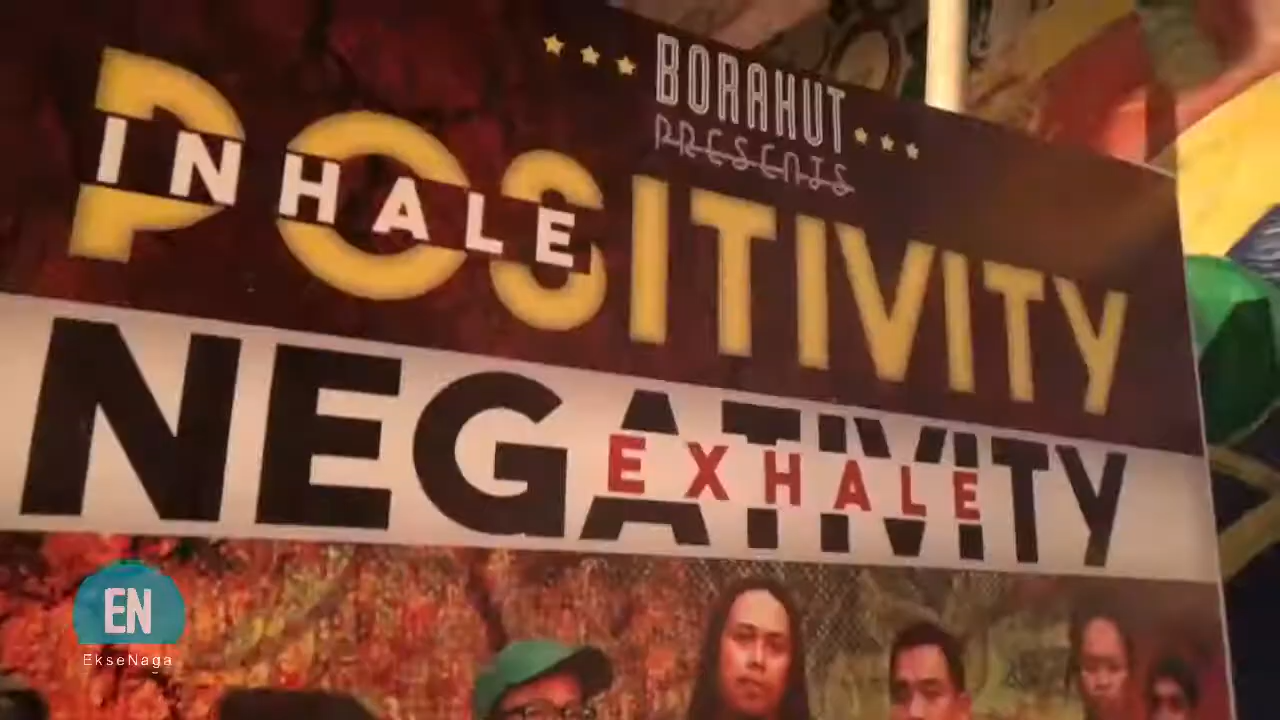 BORAHUT
PRESENTS
INHALE
POSITIVITY
NEGATIVITY
EXHALE
EN
EkseNaga